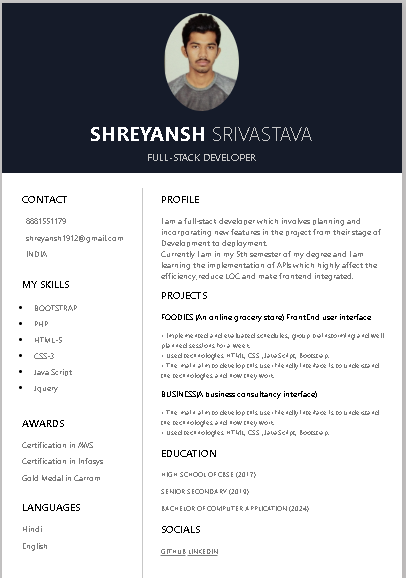 SHREYANSH SRIVASTAVA
FULL-STACK DEVELOPER
CONTACT
8881551179
shreyansh1912@gmail.com
INDIA
MY SKILLS
BOOTSTRAP
PHP
HTML-5
CSS-3
Java Script
Jquery
AWARDS
Certification in AWS
Certification in Infosys
Gold Medal in Carrom
LANGUAGES
Hindi
English
PROFILE
I am a full-stack developer which involves planning and
incorporating new features in the project from their stage of
Development to deployment.
Currently I am in my 5th semester of my degree and I am
learning the implementation of APIs which highly affect the
efficiency,reduce LOC and make frontend integrated.
PROJECTS
FOODIES (An online grocery store) FrontEnd user interface
• Implemented and evaluated schedules, group brainstorming and well
planned sessions for a week.
• Used technologies HTML, CSS, JavaScript, Bootstrap.
• The main aim to develop this user-friendly interface is to understand
the technologies and how they work.
BUSINESS(A business consultancy interface)
• The main aim to develop this user-friendly interface is to understand
the technologies and how they work.
• Used technologies HTML, CSS, JavaScript, Bootstrap.
EDUCATION
HIGH SCHOOL OF CBSE (2017)
SENIOR SECONDARY (2019)
BACHELOR OF COMPUTER APPLICATION (2024)
SOCIALS
GITHUB LINKEDIN